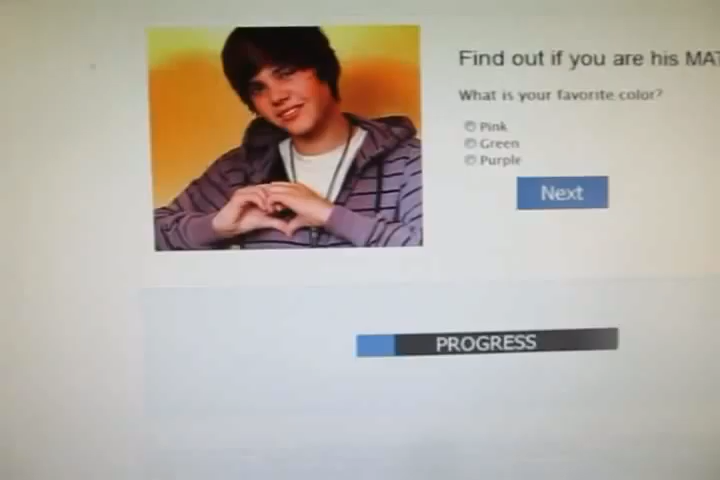 Find out if you are his MAT
What is your favorite color?
Pink
Green
Purple
Next
PROGRESS